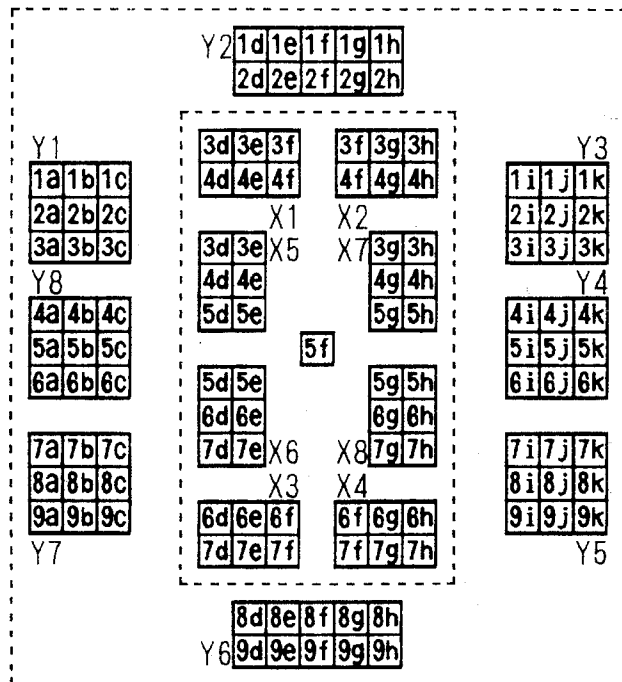 Y2 1d 1e 1f 1g 1h
2d 2e 2f 2g 2h
3d 3e 3f 3f 3g 3h
4d 4e 4f 4f 4g 4h
Y1 Y3
1a 1b 1c 1i 1j 1k
2a 2b 2c X1 X2 2i 2j 2k
3a 3b 3c 3d 3e X5 X7 3g 3h 3i 3j 3k
Y8 4d 4e 4g 4h Y4
4a 4b 4c 5d 5e 5g 5h 4i 4j 4k
5a 5b 5c 5f 5i 5j 5k
6a 6b 6c 5d 5e 5g 5h 6i 6j 6k
6d 6e 6g 6h
7a 7b 7c 7d 7e X6 X8 7g 7h 7i 7j 7k
8a 8b 8c X3 X4 8i 8j 8k
9a 9b 9c 6d 6e 6f 6f 6g 6h 9i 9j 9k
Y7 7d 7e 7f 7f 7g 7h Y5
8d 8e 8f 8g 8h
Y6 9d 9e 9f 9g 9h